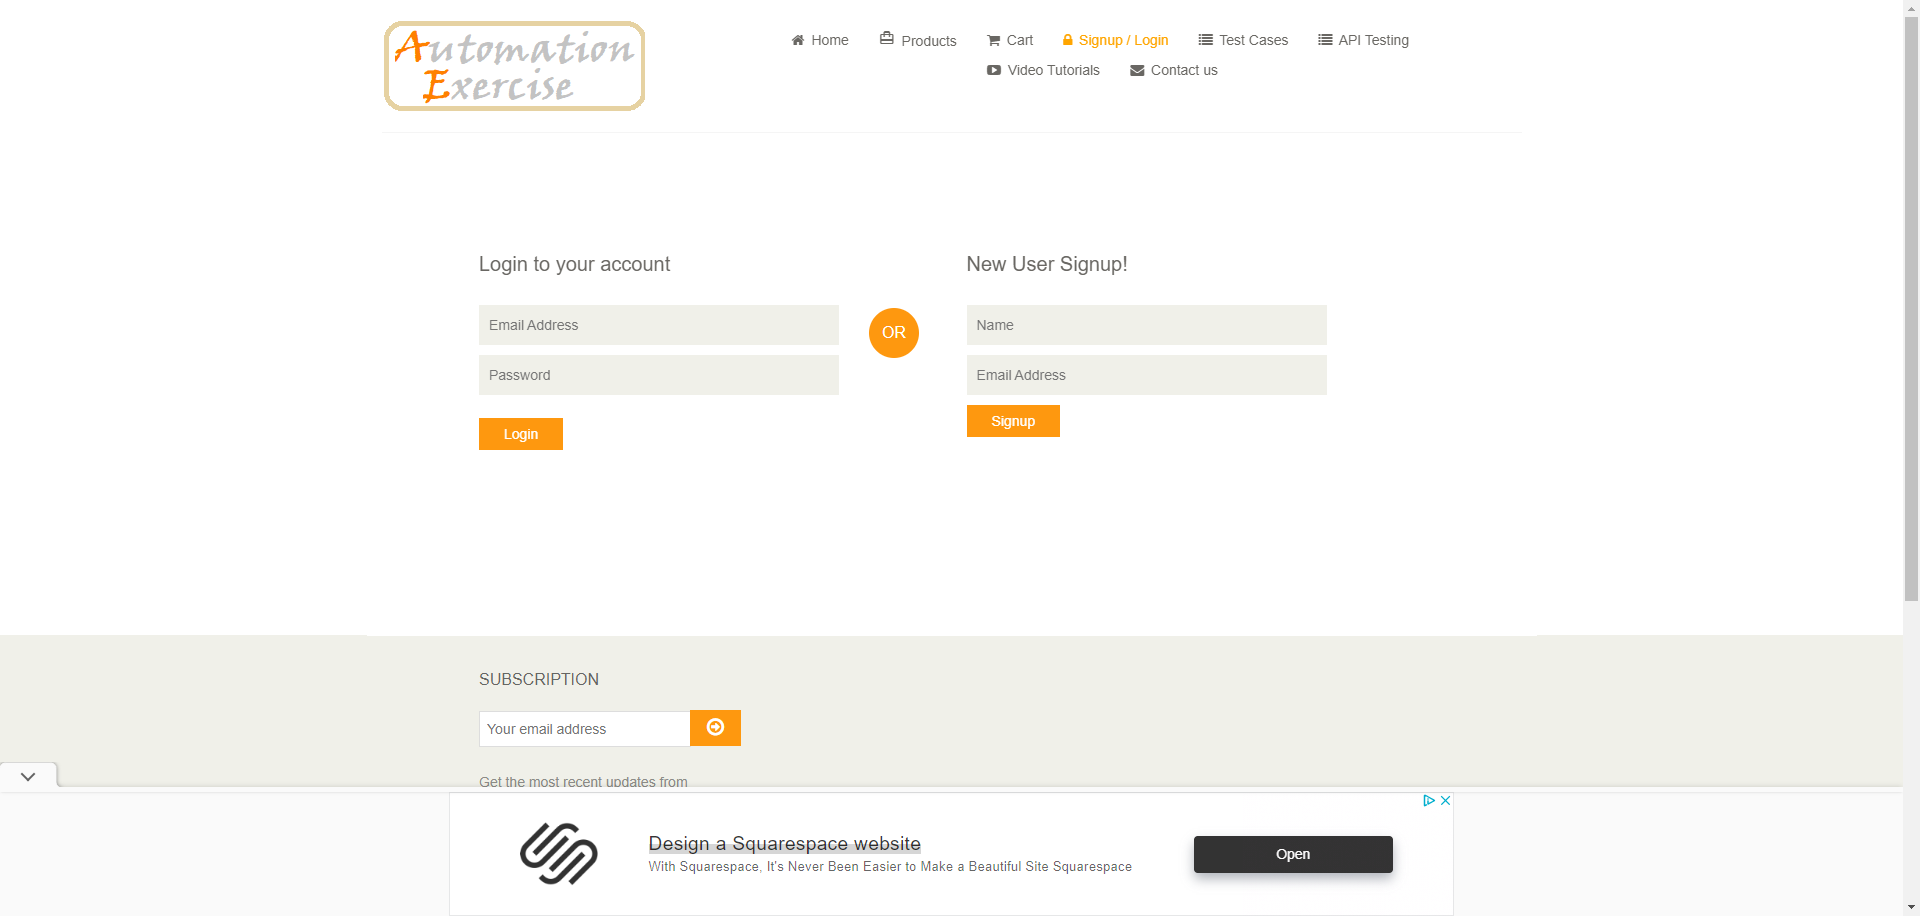 Automation
Exercise
Home Products Cart Signup / Login Test Cases API Testing
Video Tutorials Contact us
Login to your account
Email Address
Password
Login
OR
New User Signup!
Name
Email Address
Signup
SUBSCRIPTION
Your email address
Get the most recent updates from
Design a Squarespace website
With Squarespace, It's Never Been Easier to Make a Beautiful Site Squarespace
Open